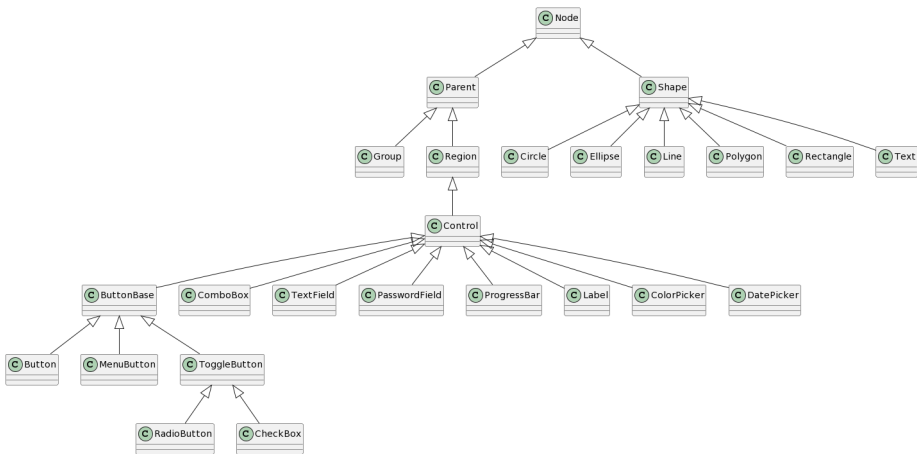 C Node
C Parent
C Shape
C Group
C Region
C Circle
C Ellipse
C Line
C Polygon
C Rectangle
C Text
C Control
C ButtonBase
C ComboBox
C TextField
C PasswordField
C ProgressBar
C Label
C ColorPicker
C DatePicker
C Button
C MenuButton
C ToggleButton
C RadioButton
C CheckBox